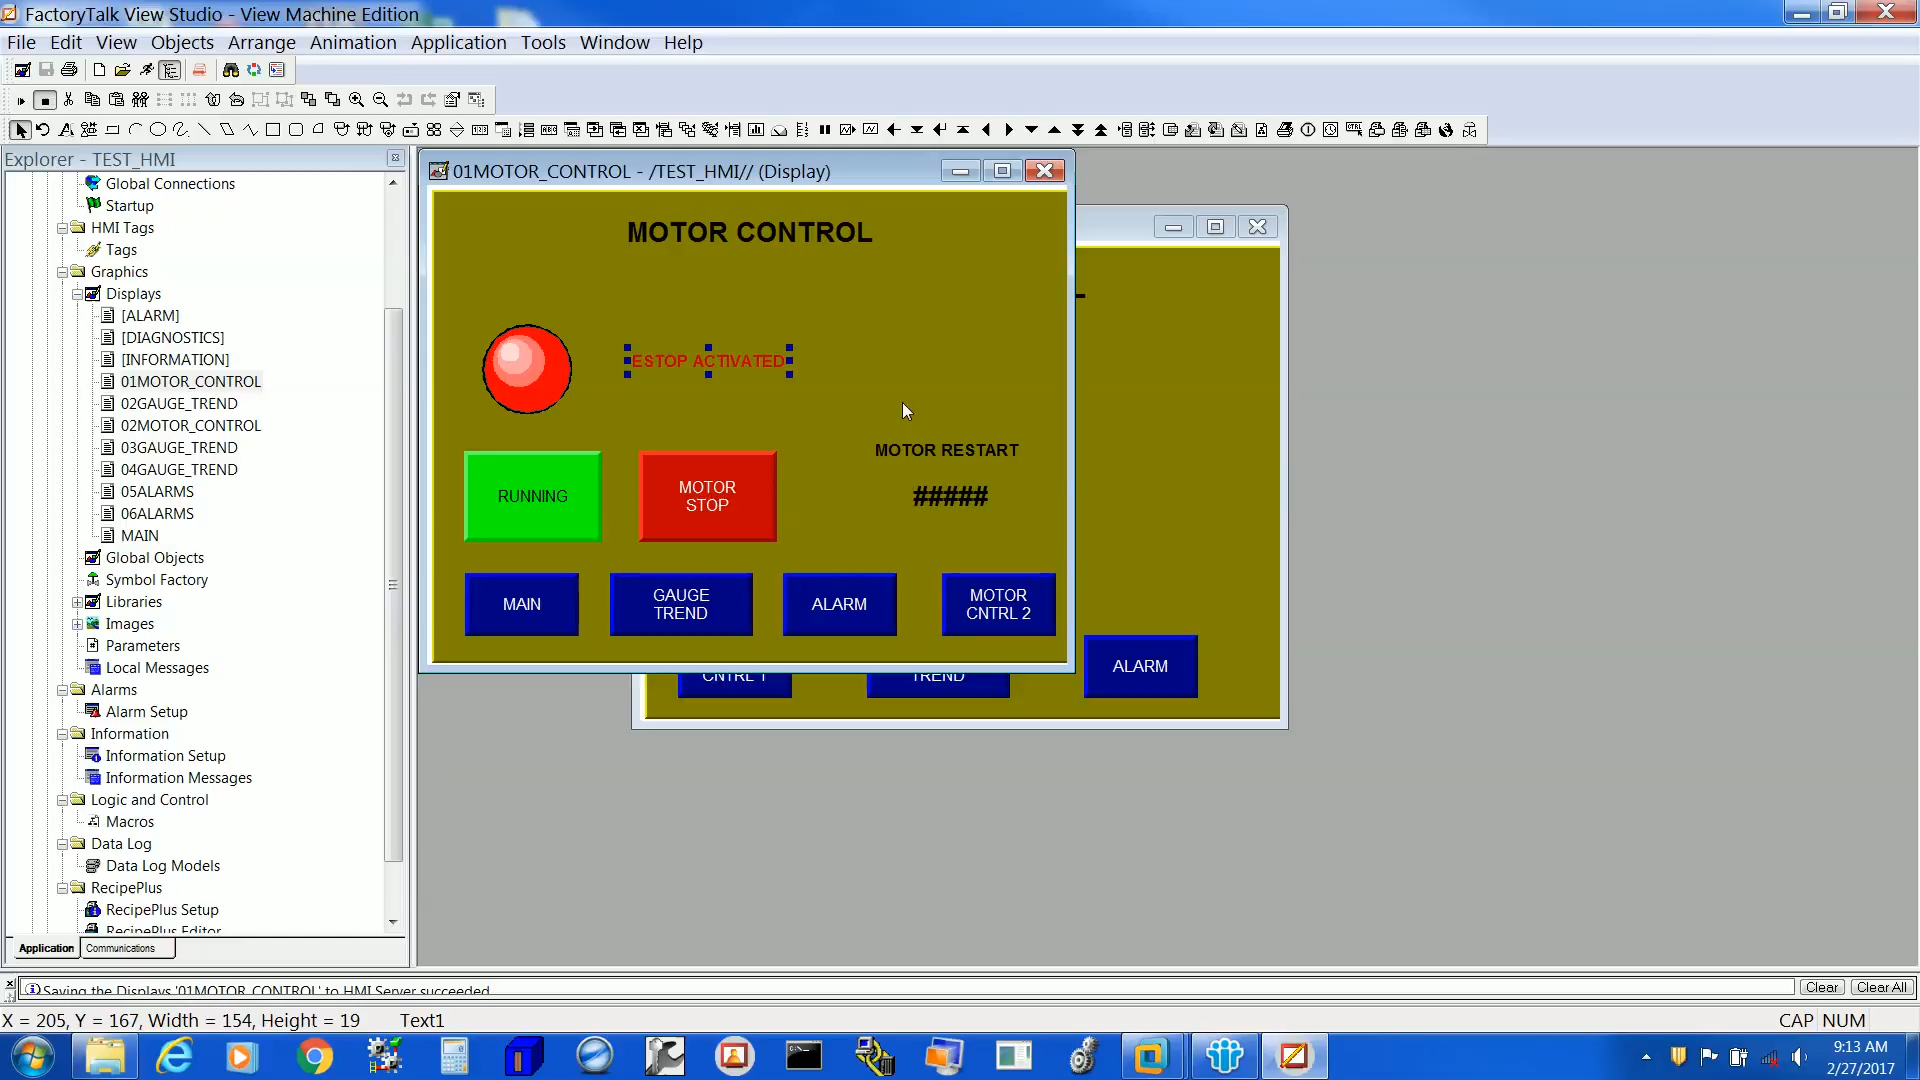 FactoryTalk View Studio - View Machine Edition
File Edit View Objects Arrange Animation Application Tools Window Help
Explorer - TEST_HMI
Global Connections
Startup
HMI Tags
Tags
Graphics
Displays
[ALARM]
[DIAGNOSTICS]
[INFORMATION]
01MOTOR_CONTROL
02GAUGE_TREND
02MOTOR_CONTROL
03GAUGE_TREND
04GAUGE_TREND
05ALARMS
06ALARMS
MAIN
Global Objects
Symbol Factory
Libraries
Images
Parameters
Local Messages
Alarms
Alarm Setup
Information
Information Setup
Information Messages
Logic and Control
Macros
Data Log
Data Log Models
RecipePlus
RecipePlus Setup
RecipePlus Editor
Application Communications
01MOTOR_CONTROL - /TEST_HMI// (Display)
MOTOR CONTROL
ESTOP ACTIVATED
MOTOR RESTART
#####
RUNNING
MOTOR
STOP
MAIN
GAUGE
TREND
ALARM
MOTOR
CNTRL 2
CNTRL 1
TREND
ALARM
Saving the Displays '01MOTOR_CONTROL' to HMI Server succeeded
Clear Clear All
X = 205, Y = 167, Width = 154, Height = 19 Text1
CAP NUM
9:13 AM
2/27/2017